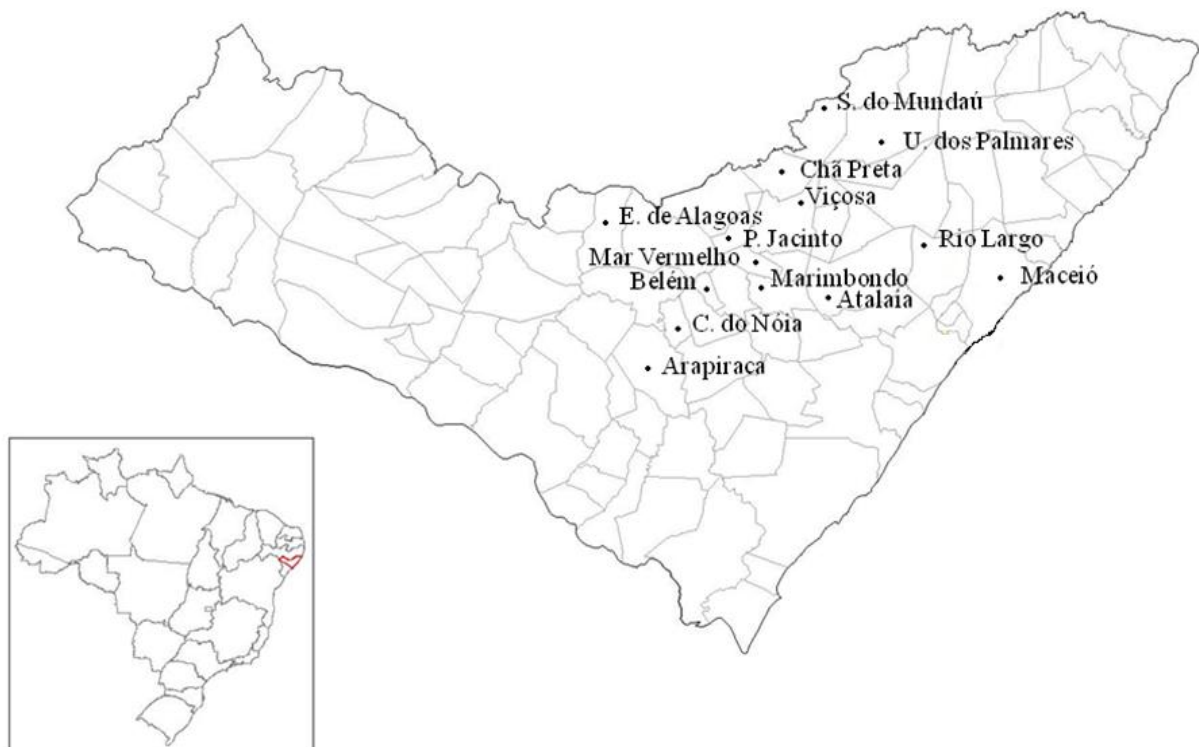 S. do Mundaú
U. dos Palmares
Chã Preta
Viçosa
E. de Alagoas
P. Jacinto
Rio Largo
Mar Vermelho
Maceió
Belém
Marimbondo
Atalaia
C. do Nóia
Arapiraca